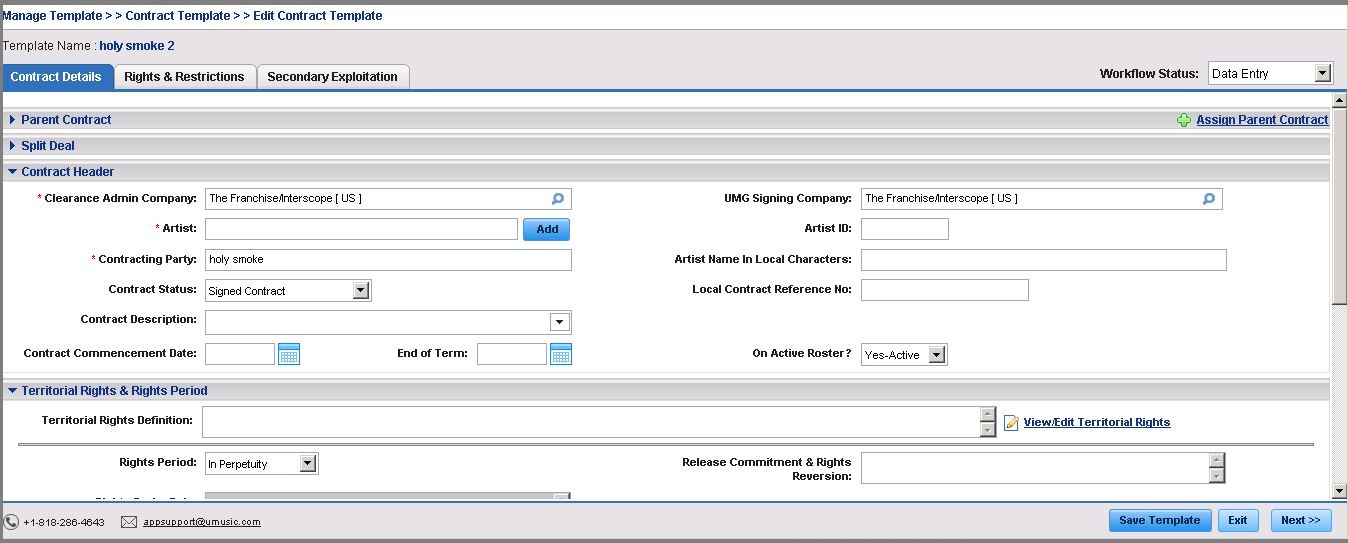 Manage Template > > Contract Template > > Edit Contract Template
Template Name : holy smoke 2
Contract Details Rights & Restrictions Secondary Exploitation Workflow Status: Data Entry
Parent Contract Assign Parent Contract
Split Deal
Contract Header
* Clearance Admin Company: The Franchise/Interscope [ US ] UMG Signing Company: The Franchise/Interscope [ US ]
* Artist: Add Artist ID:
* Contracting Party: holy smoke Artist Name In Local Characters:
Contract Status: Signed Contract Local Contract Reference No:
Contract Description:
Contract Commencement Date: End of Term: On Active Roster? Yes-Active
Territorial Rights & Rights Period
Territorial Rights Definition: View/Edit Territorial Rights
Rights Period: In Perpetuity Release Commitment & Rights
Reversion:
+1-818-286-4643 appsupport@umusic.com Save Template Exit Next >>